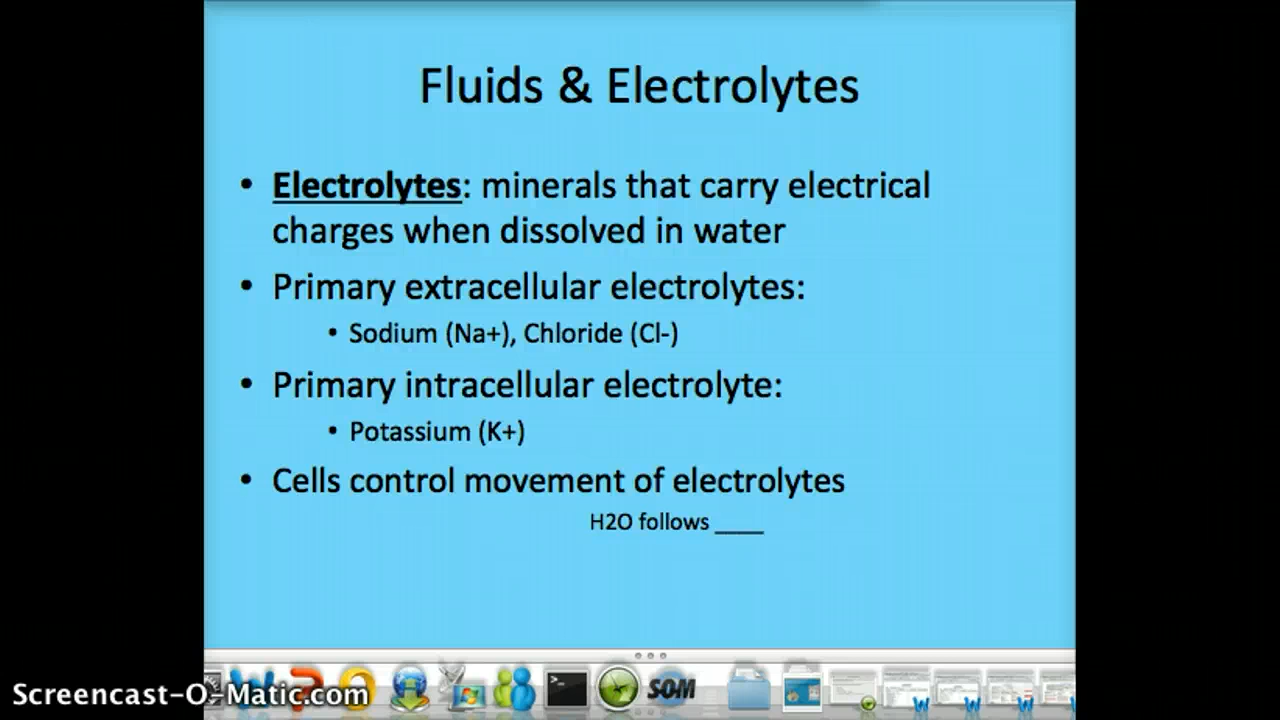 Fluids & Electrolytes
• Electrolytes: minerals that carry electrical
charges when dissolved in water
• Primary extracellular electrolytes:
• Sodium (Na+), Chloride (Cl-)
• Primary intracellular electrolyte:
• Potassium (K+)
• Cells control movement of electrolytes
H2O follows ____
SOM
Screencast-O-Matic.com